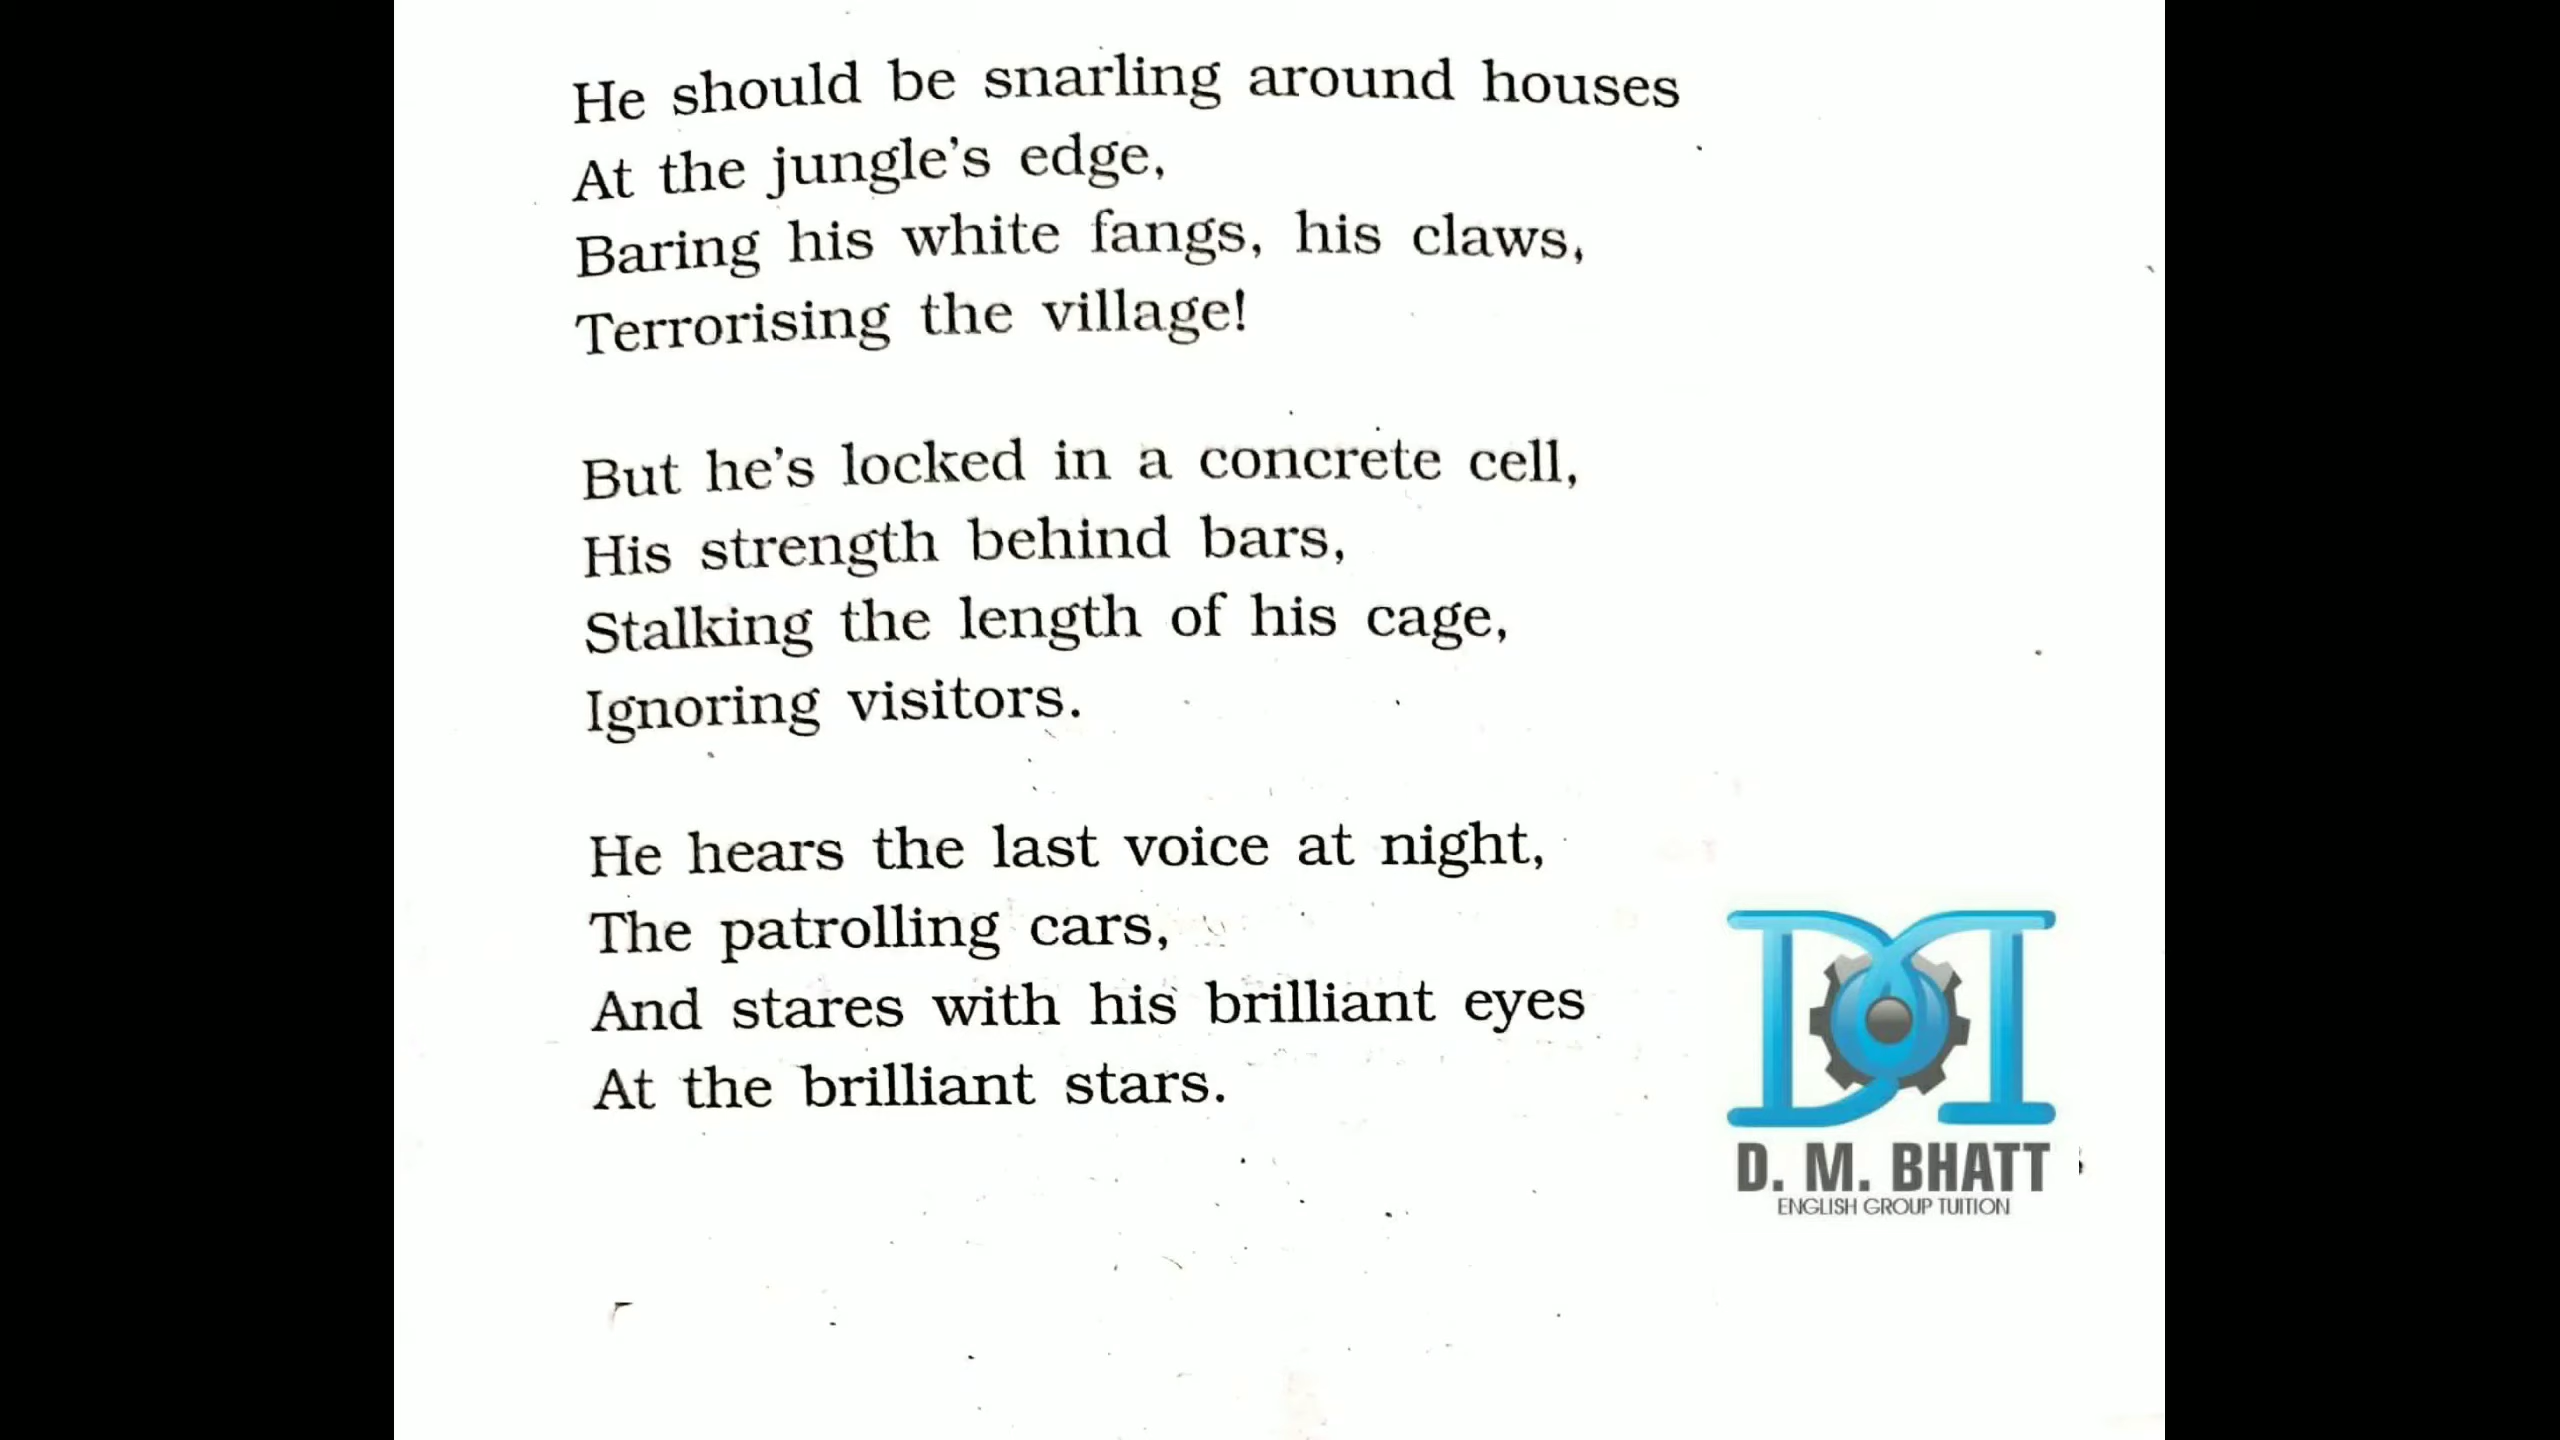 He should be snarling around houses
At the jungle's edge,
Baring his white fangs, his claws,
Terrorising the village!
But he's locked in a concrete cell,
His strength behind bars,
Stalking the length of his cage,
Ignoring visitors.
He hears the last voice at night,
The patrolling cars,
And stares with his brilliant eyes
At the brilliant stars.
D. M. BHATT
ENGLISH GROUP TUITION